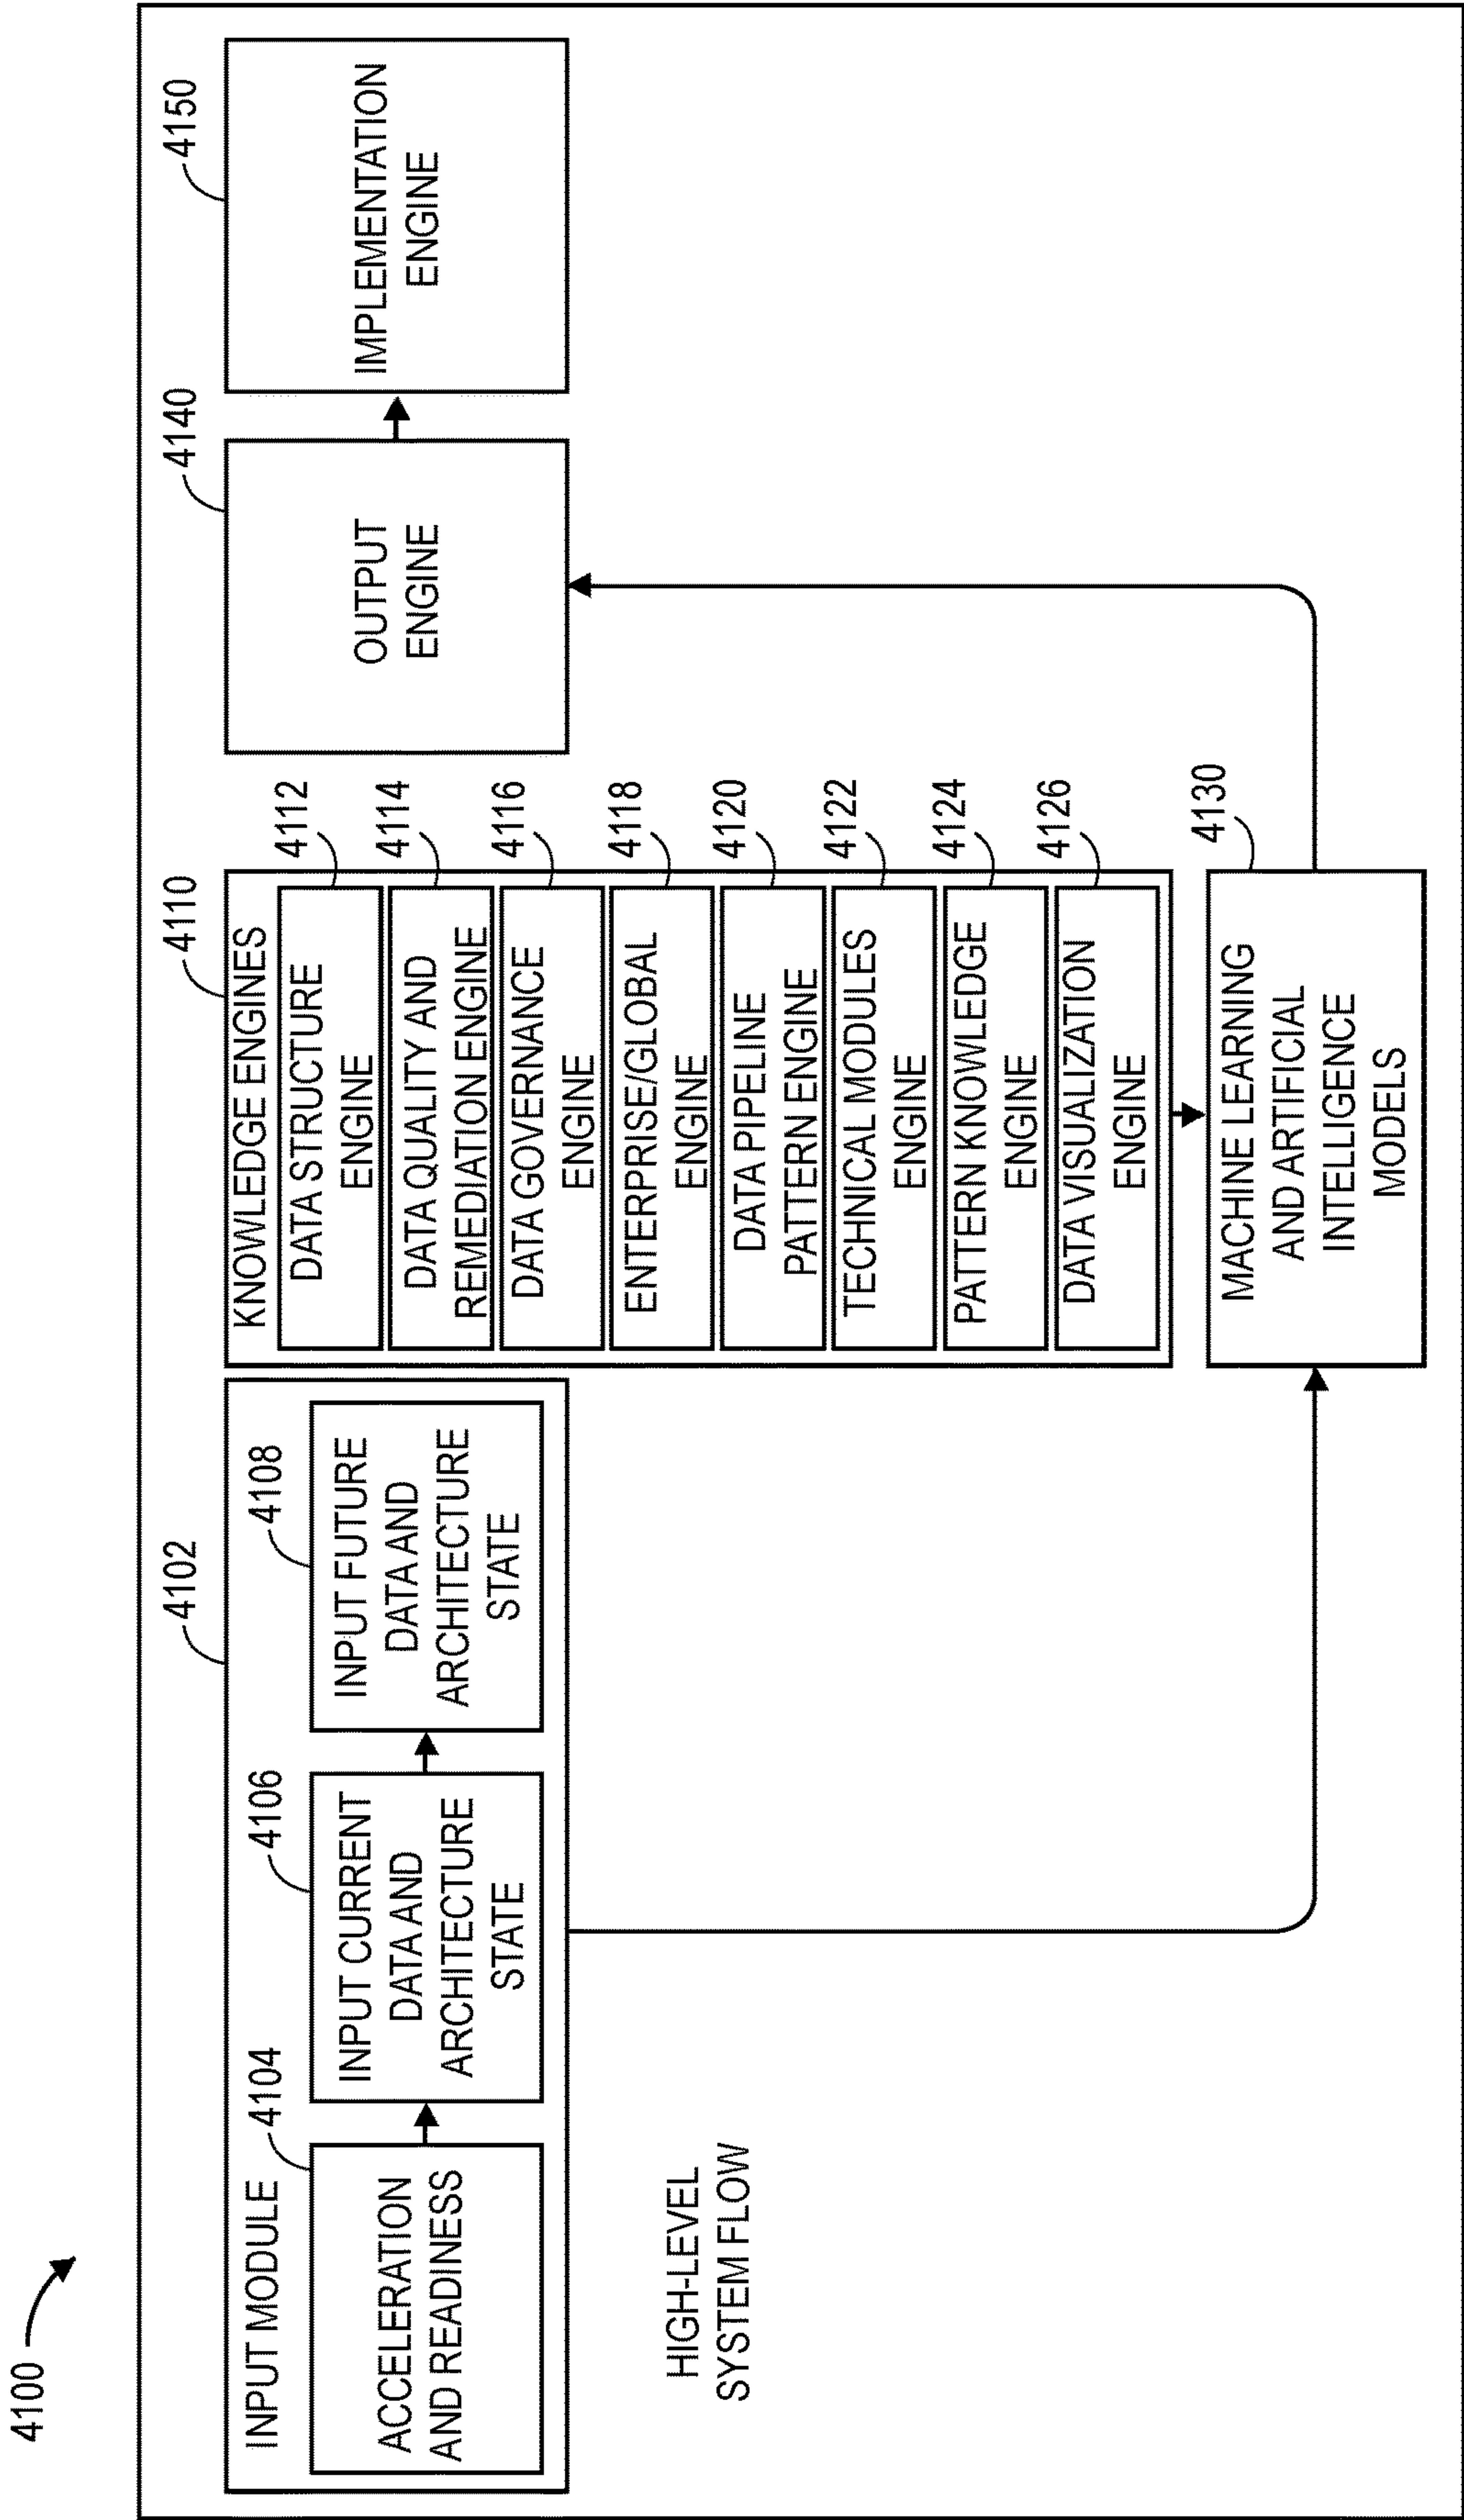 4100
INPUT MODULE
4102
4104
ACCELERATION
AND READINESS
4106
INPUT CURRENT
DATA AND
ARCHITECTURE
STATE
4108
INPUT FUTURE
DATA AND
ARCHITECTURE
STATE
4110
KNOWLEDGE ENGINES
DATA STRUCTURE
ENGINE
4112
DATA QUALITY AND
REMEDIATION ENGINE
4114
DATA GOVERNANCE
ENGINE
4116
ENTERPRISE/GLOBAL
ENGINE
4118
DATA PIPELINE
PATTERN ENGINE
4120
TECHNICAL MODULES
ENGINE
4122
PATTERN KNOWLEDGE
ENGINE
4124
DATA VISUALIZATION
ENGINE
4126
MACHINE LEARNING
AND ARTIFICIAL
INTELLIGENCE
MODELS
4130
4140
OUTPUT
ENGINE
4150
IMPLEMENTATION
ENGINE
HIGH-LEVEL
SYSTEM FLOW